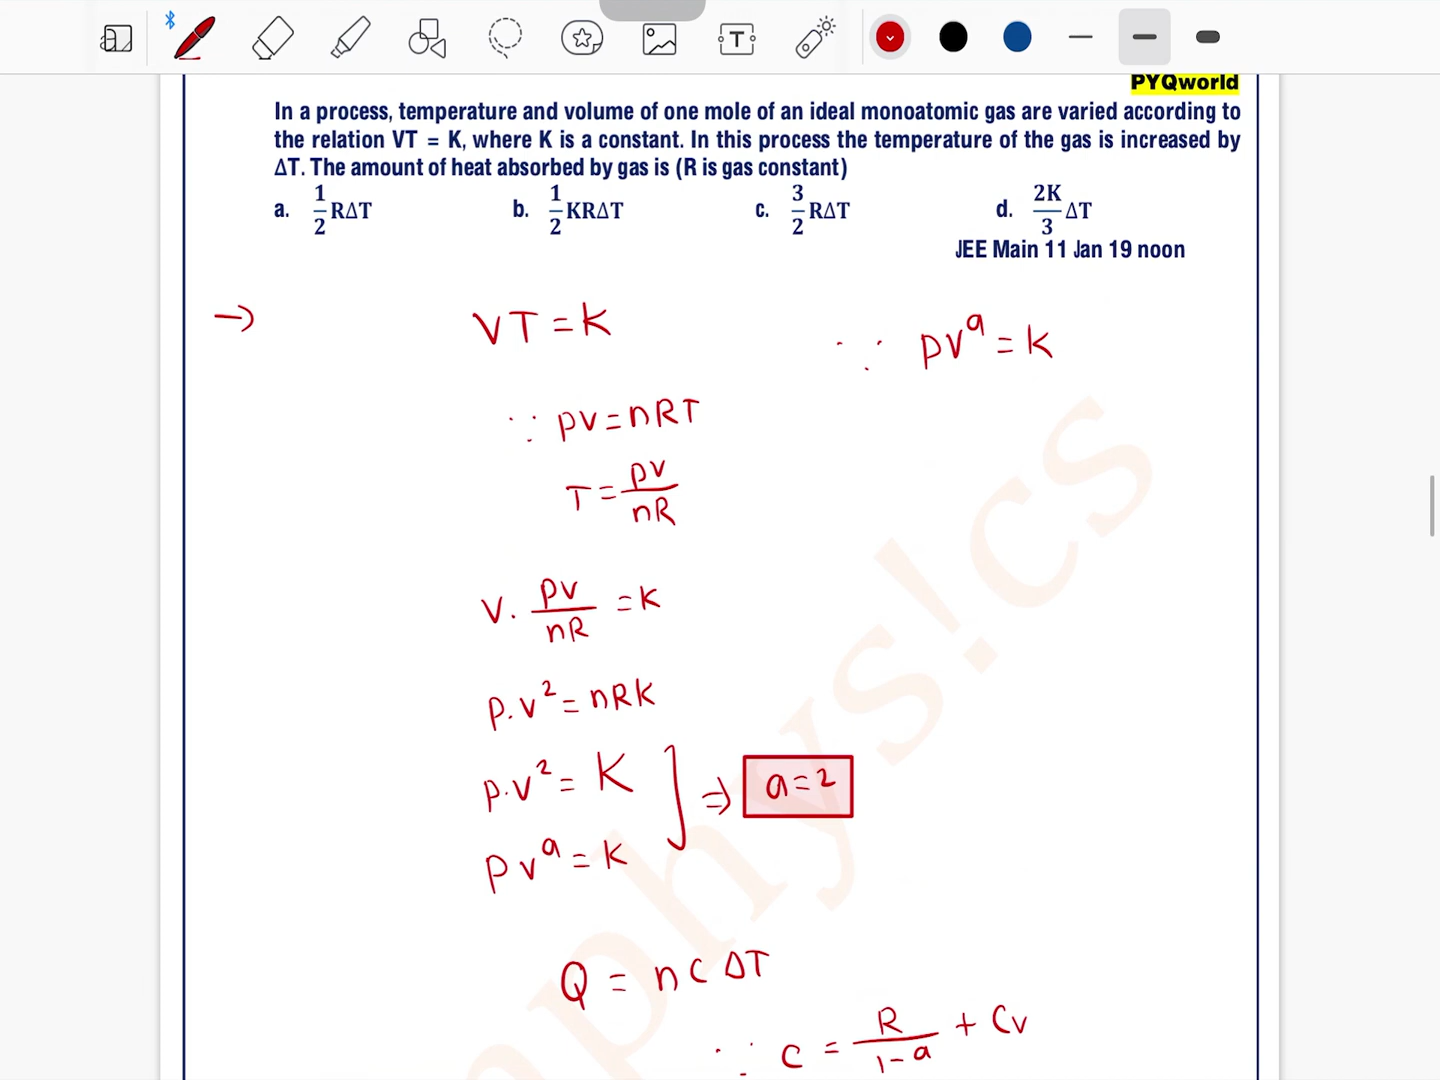 PYQworld
In a process, temperature and volume of one mole of an ideal monoatomic gas are varied according to
the relation VT = K, where K is a constant. In this process the temperature of the gas is increased by
ΔT. The amount of heat absorbed by gas is (R is gas constant)
a. 1/2 RΔT b. 1/2 KRΔT c. 3/2 RΔT d. 2K/3 ΔT
JEE Main 11 Jan 19 noon
→ VT = K ∵ PV^a = K
∵ PV = nRT
T = PV/nR
V. PV/nR = K
P.V² = nRK
P.V² = K ] ⇒ a = 2
PV^a = K
Q = nCΔT
∵ C = R/1-a + Cv
phys!cs